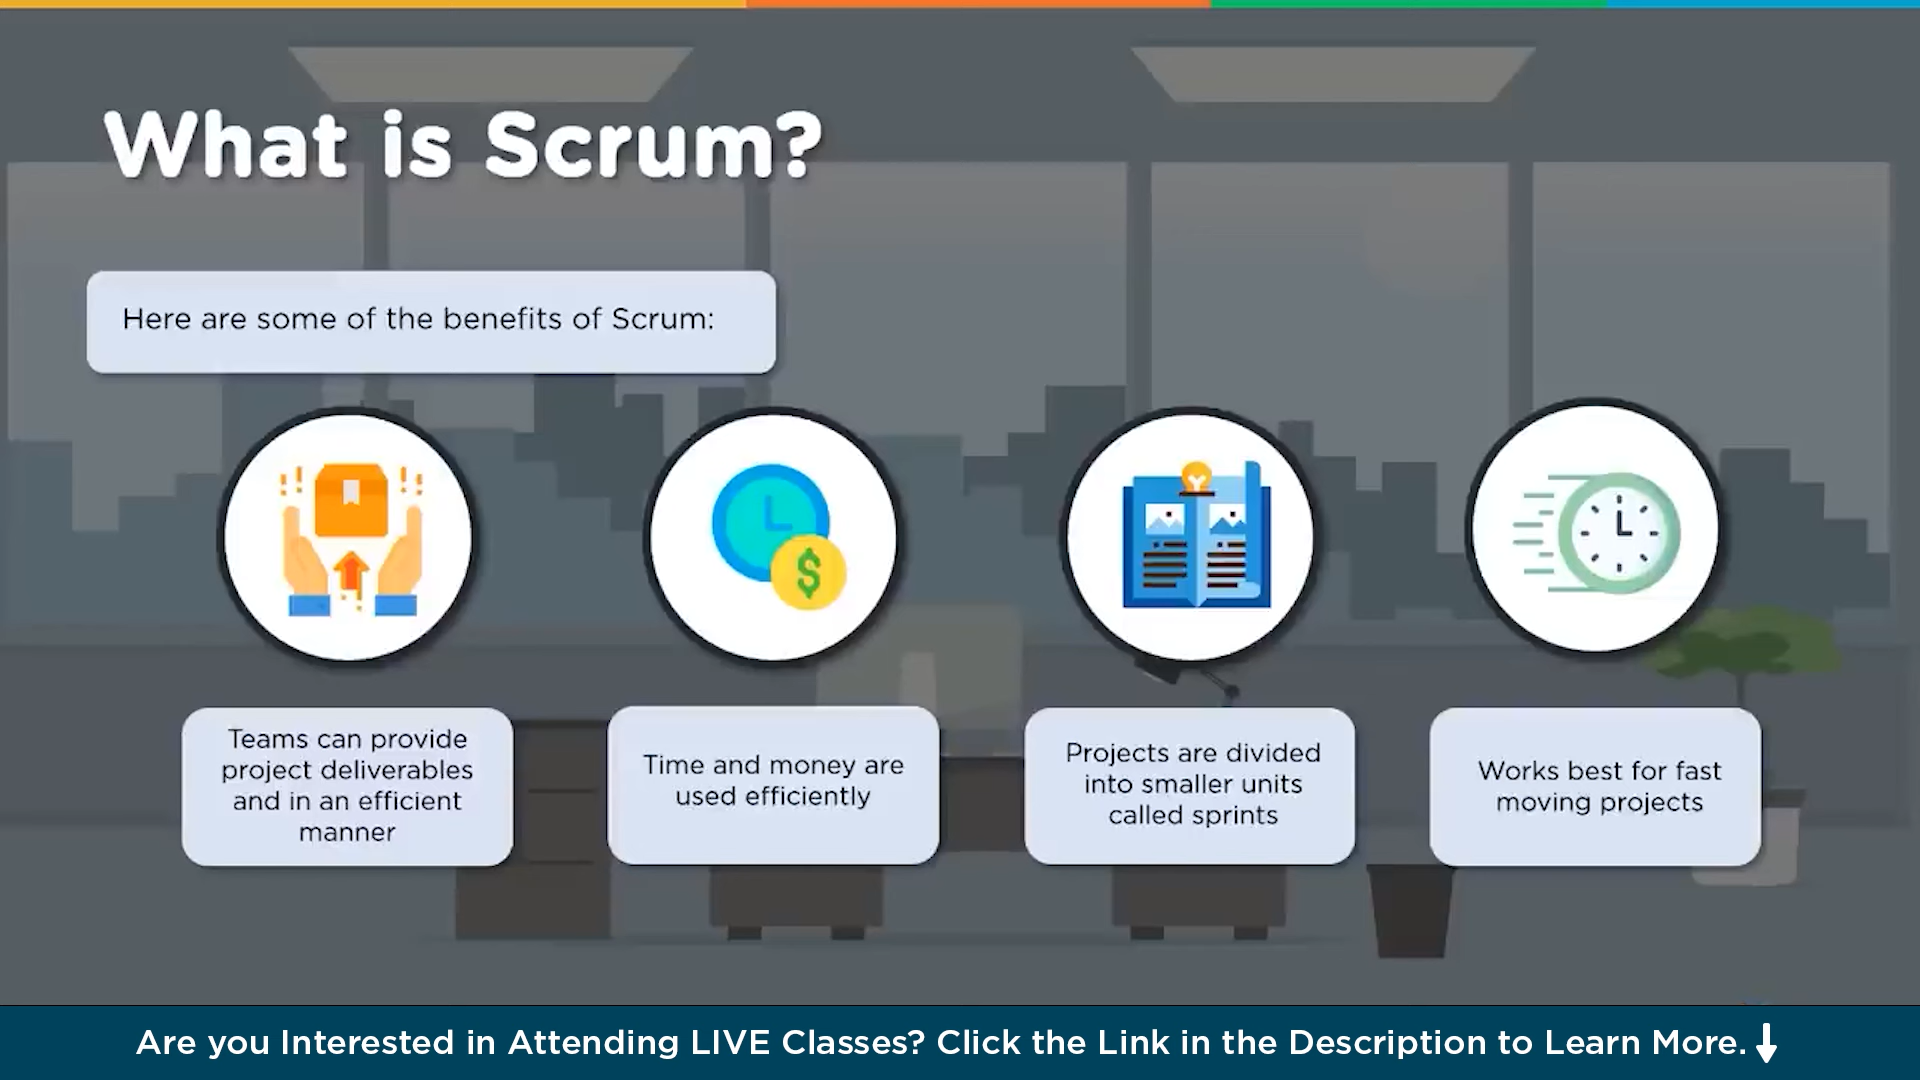 What is Scrum?
Here are some of the benefits of Scrum:
Teams can provide
project deliverables
and in an efficient
manner
Time and money are
used efficiently
Projects are divided
into smaller units
called sprints
Works best for fast
moving projects
Are you Interested in Attending LIVE Classes? Click the Link in the Description to Learn More.